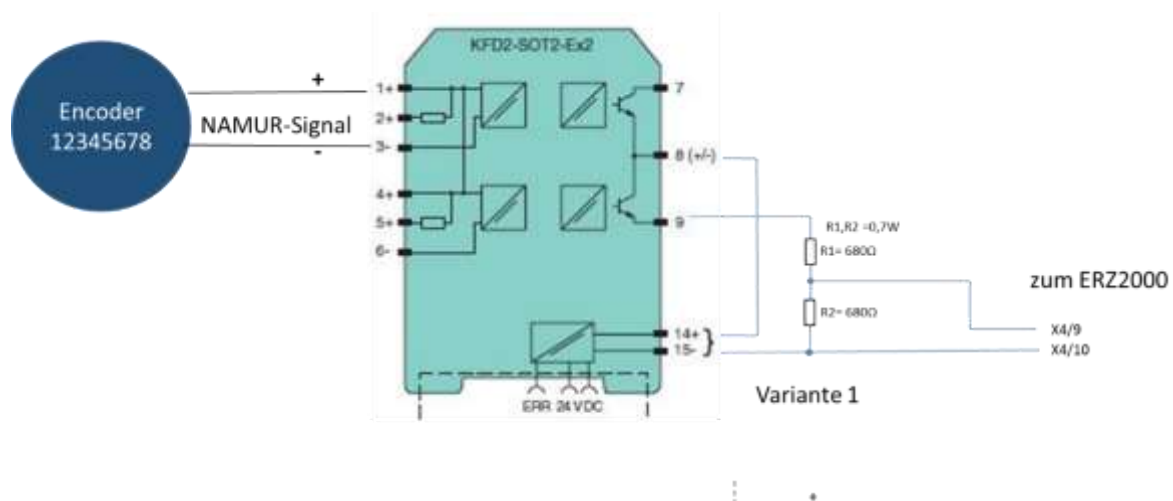 KFD2-SOT2-Ex2
Encoder
12345678
NAMUR-Signal
+
-
1+
2+
3-
4+
5+
6-
7
8 (+/-)
9
14+
15-
ERR 24 VDC
I
I
R1,R2 =0,7W
R1= 680Ω
R2= 680Ω
zum ERZ2000
X4/9
X4/10
Variante 1
+